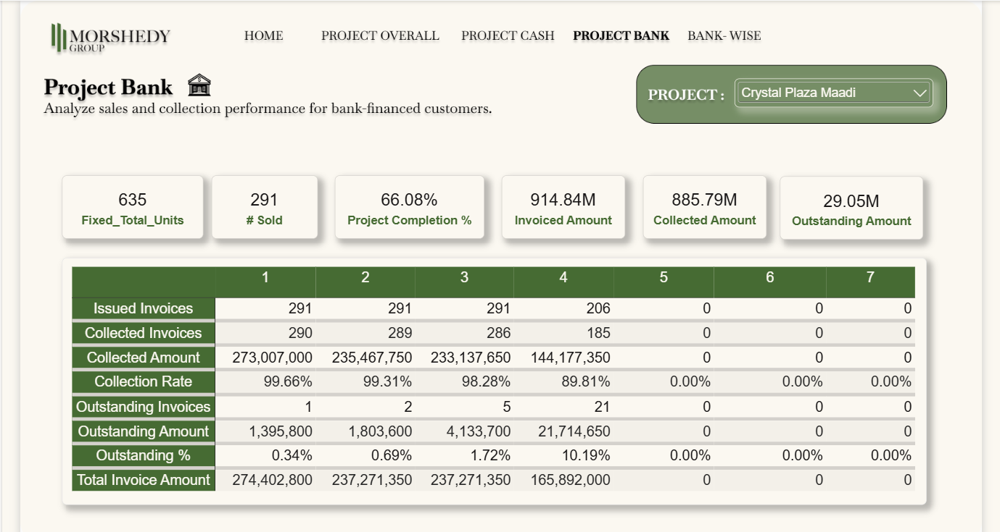 MORSHEDY
GROUP
HOME PROJECT OVERALL PROJECT CASH PROJECT BANK BANK- WISE
Project Bank
Analyze sales and collection performance for bank-financed customers.
PROJECT : Crystal Plaza Maadi
635 291 66.08% 914.84M 885.79M 29.05M
Fixed_Total_Units # Sold Project Completion % Invoiced Amount Collected Amount Outstanding Amount
1 2 3 4 5 6 7
Issued Invoices 291 291 291 206 0 0 0
Collected Invoices 290 289 286 185 0 0 0
Collected Amount 273,007,000 235,467,750 233,137,650 144,177,350 0 0 0
Collection Rate 99.66% 99.31% 98.28% 89.81% 0.00% 0.00% 0.00%
Outstanding Invoices 1 2 5 21 0 0 0
Outstanding Amount 1,395,800 1,803,600 4,133,700 21,714,650 0 0 0
Outstanding % 0.34% 0.69% 1.72% 10.19% 0.00% 0.00% 0.00%
Total Invoice Amount 274,402,800 237,271,350 237,271,350 165,892,000 0 0 0